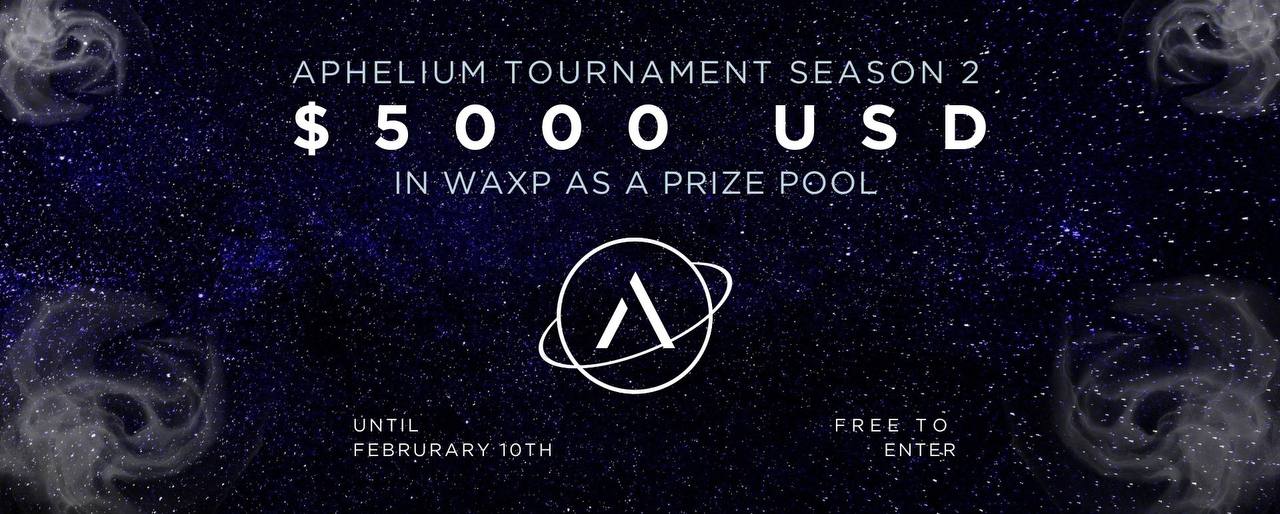 APHELIUM TOURNAMENT SEASON 2
$5000 USD
IN WAXP AS A PRIZE POOL
UNTIL
FEBRURARY 10TH
FREE TO
ENTER